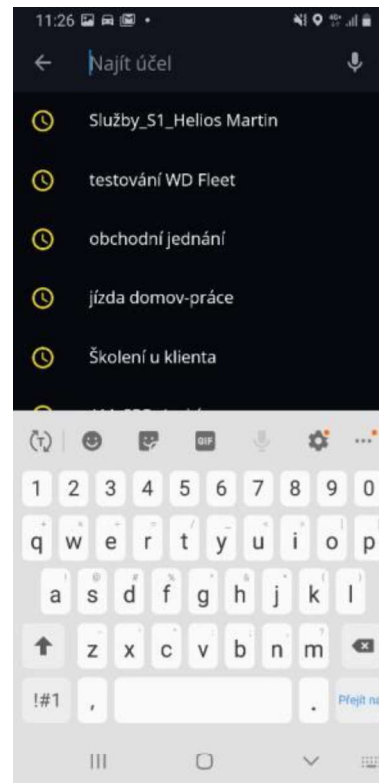 11:26
Najít účel
Služby_S1_Helios Martin
testování WD Fleet
obchodní jednání
jízda domov-práce
Školení u klienta
GIF
1 2 3 4 5 6 7 8 9 0
q w e r t y u i o p
a s d f g h j k l
z x c v b n m
!#1 , . Přejít na